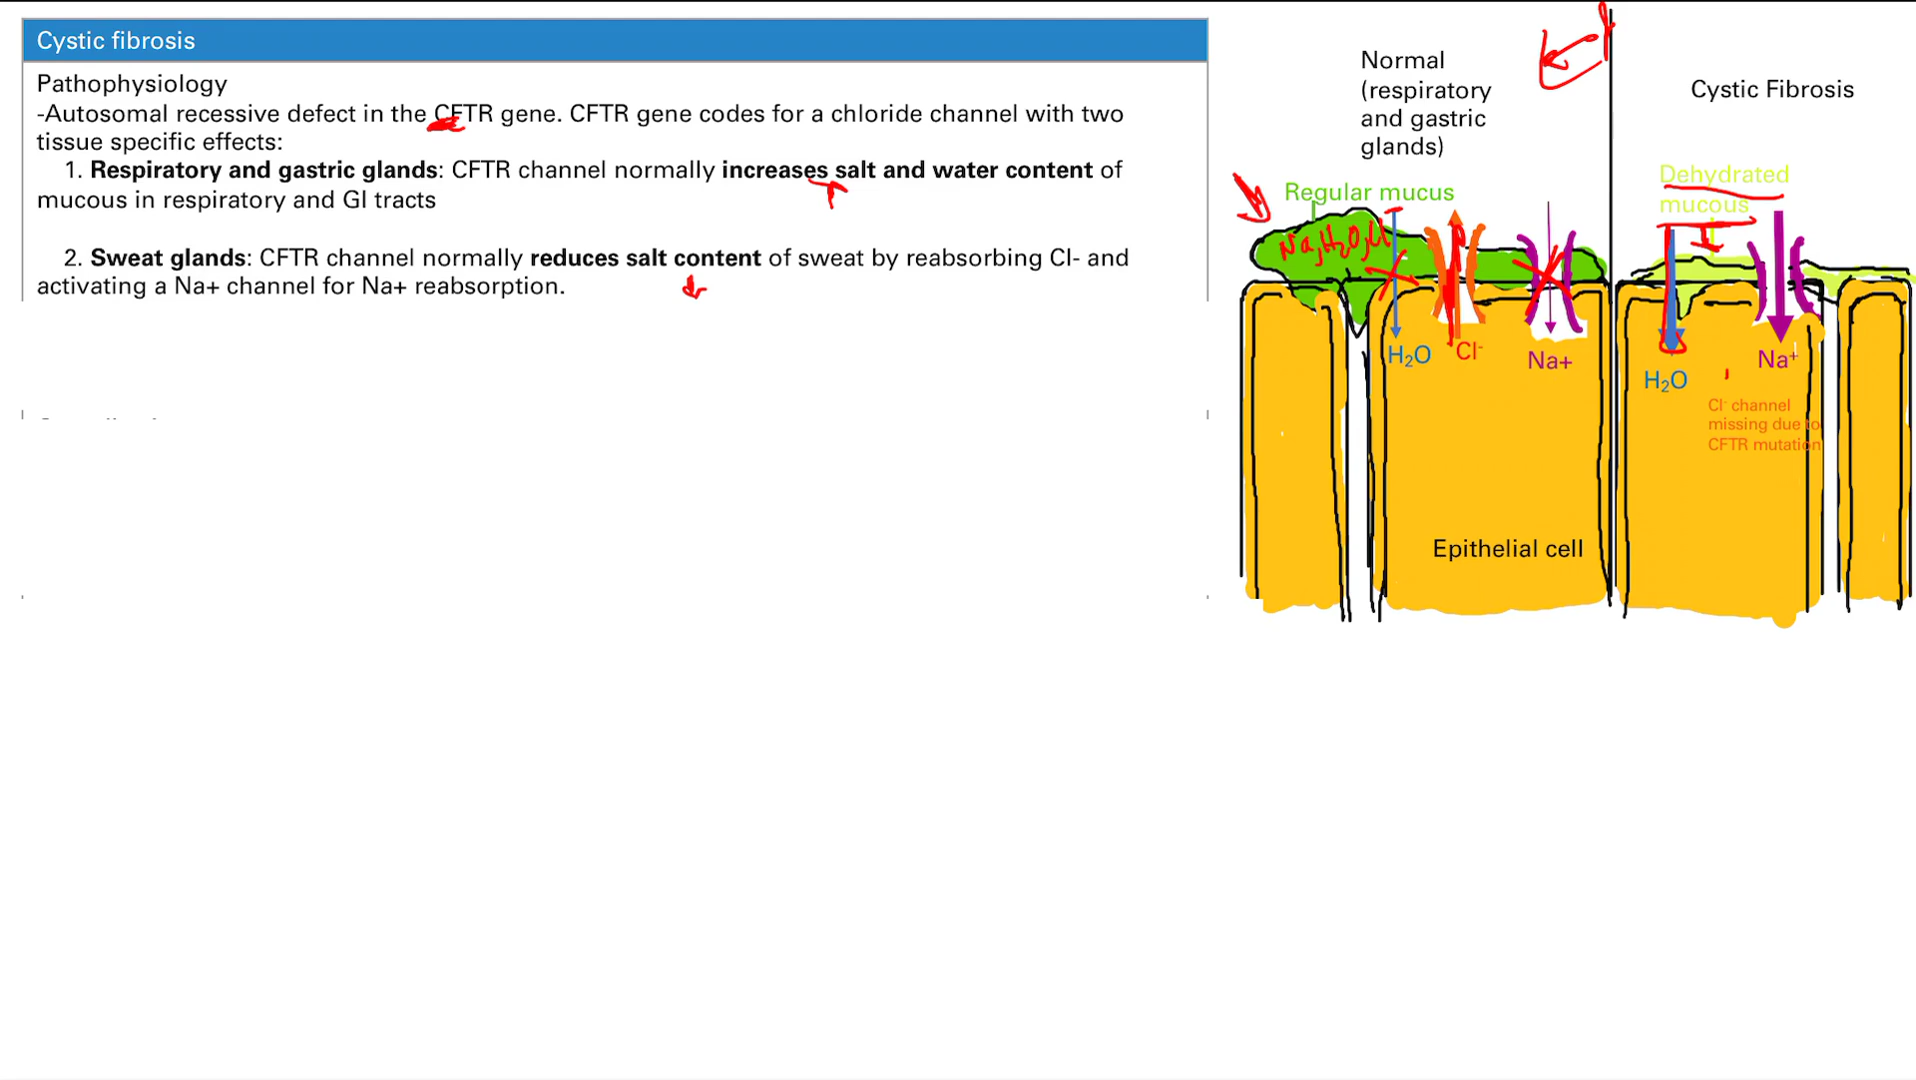 Cystic fibrosis
Pathophysiology
-Autosomal recessive defect in the CFTR gene. CFTR gene codes for a chloride channel with two
tissue specific effects:
1. Respiratory and gastric glands: CFTR channel normally increases salt and water content of
mucous in respiratory and GI tracts
2. Sweat glands: CFTR channel normally reduces salt content of sweat by reabsorbing Cl- and
activating a Na+ channel for Na+ reabsorption.
Normal
(respiratory
and gastric
glands)
Regular mucus
Na, H2O, Cl
H₂O
Cl⁻
Na+
Epithelial cell
Cystic Fibrosis
Dehydrated
mucous
H₂O
Na⁺
Cl⁻ channel
missing due to
CFTR mutation